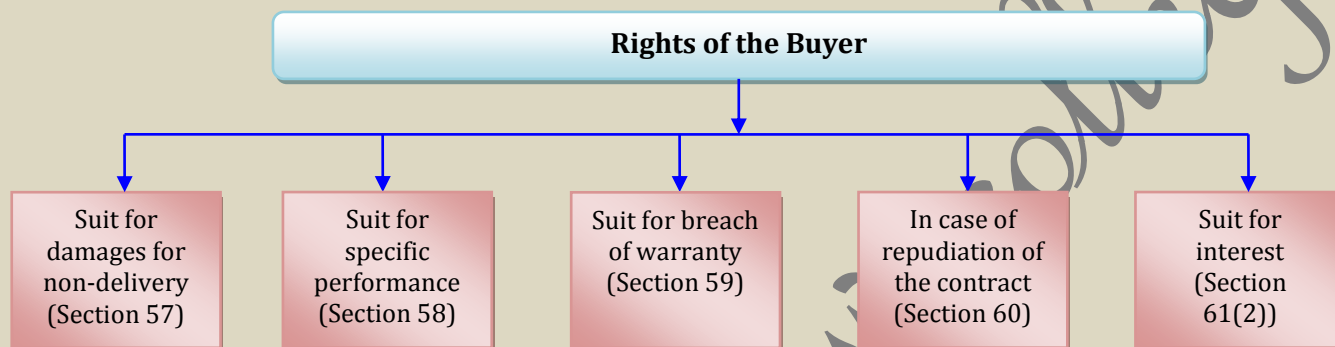 Rights of the Buyer
Suit for
damages for
non-delivery
(Section 57)
Suit for
specific
performance
(Section 58)
Suit for breach
of warranty
(Section 59)
In case of
repudiation of
the contract
(Section 60)
Suit for
interest
(Section
61(2))